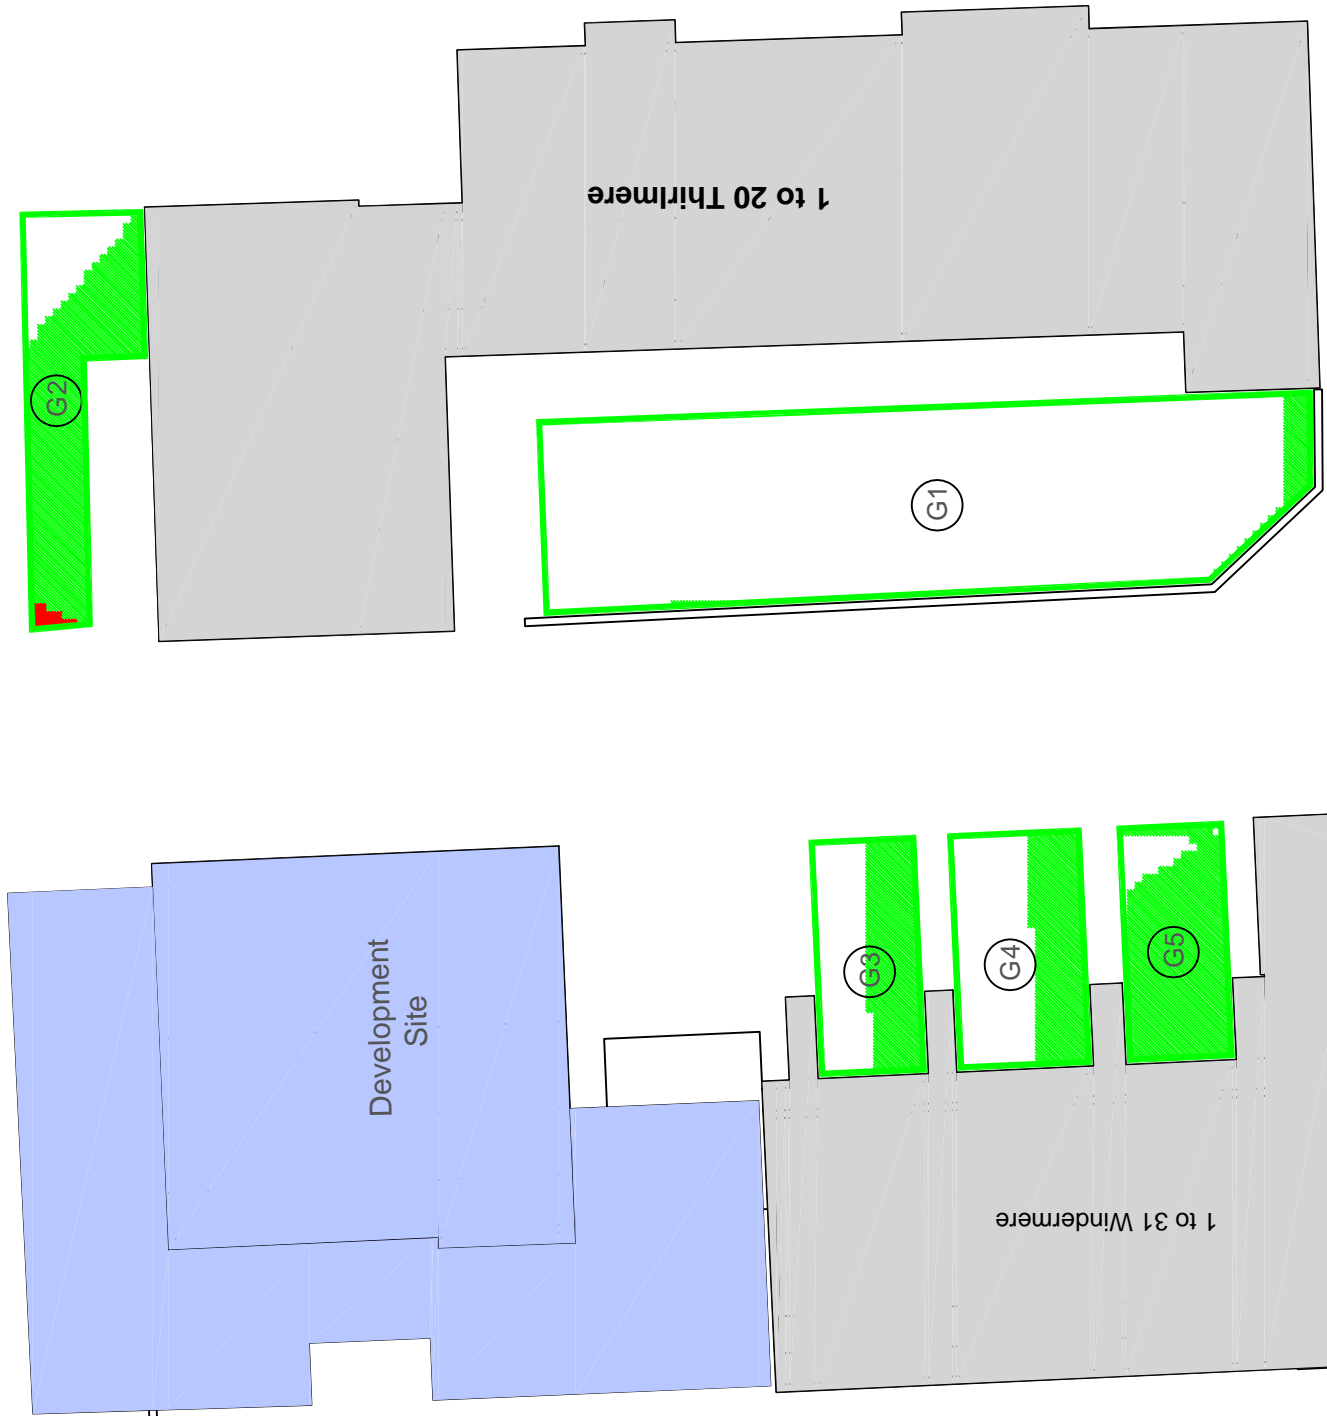 1 to 20 Thirlmere
G2
G1
G3
G4
G5
Development
Site
1 to 31 Windermere